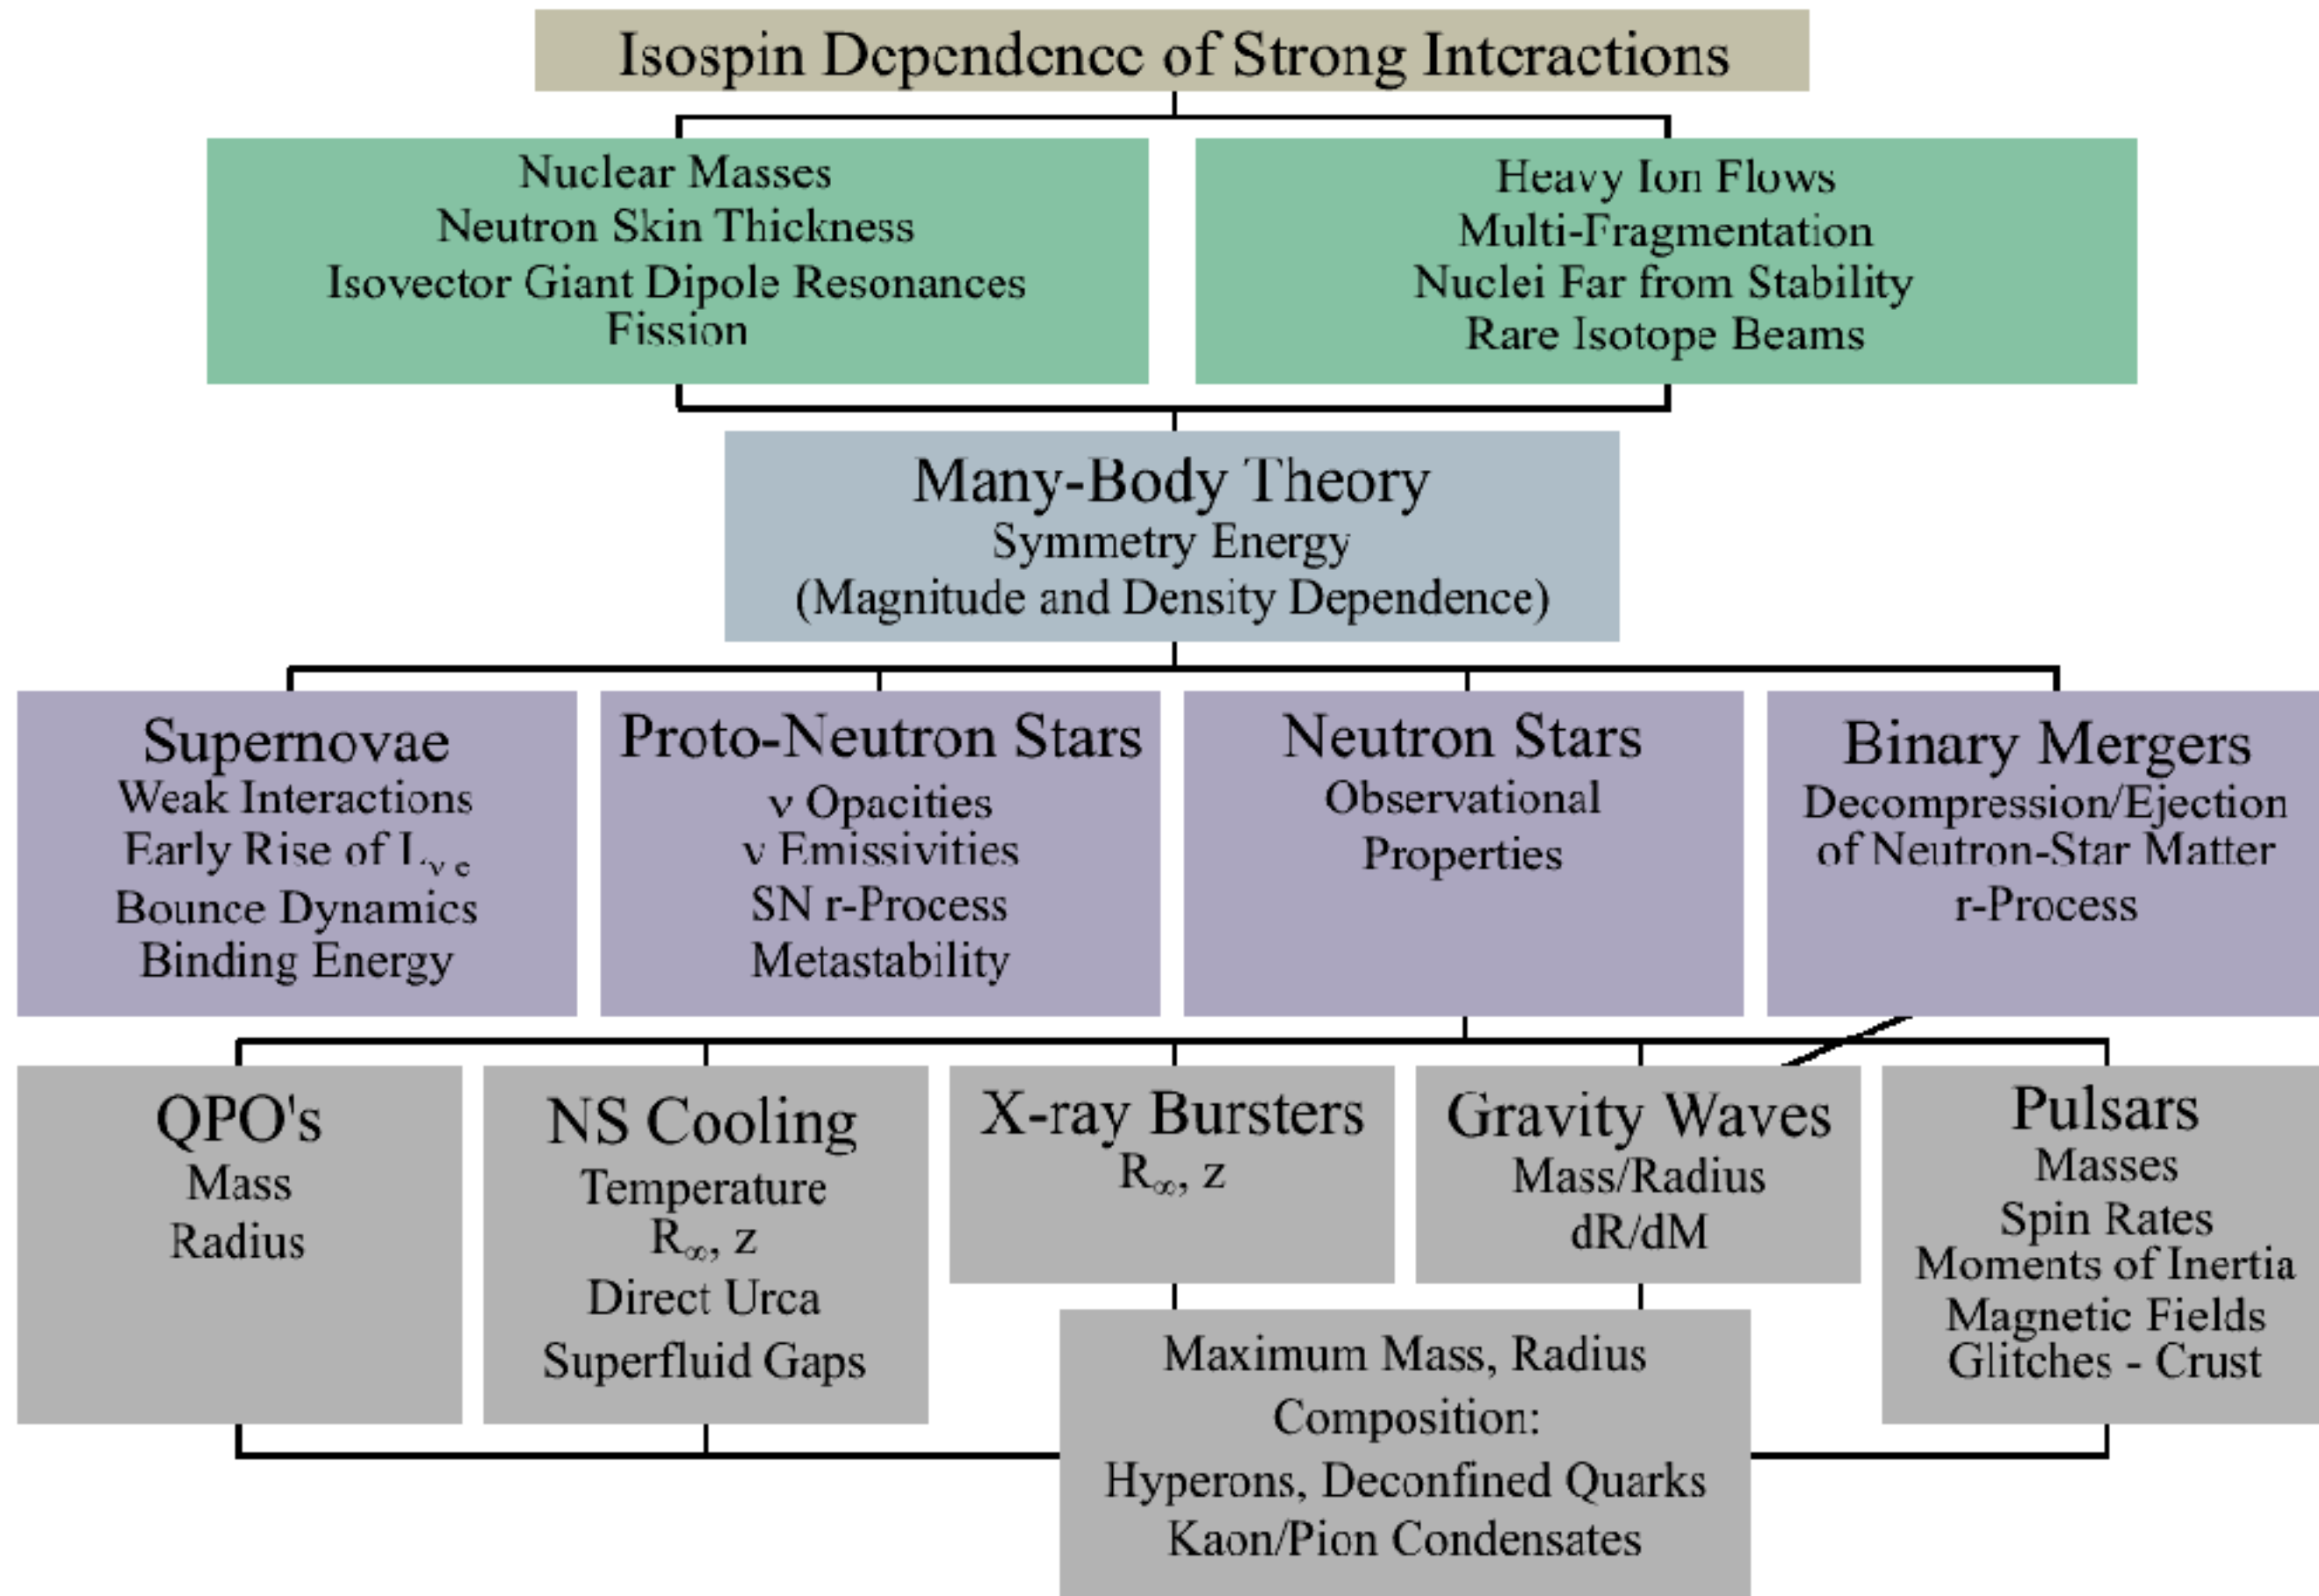 Isospin Dependence of Strong Interactions
Nuclear Masses
Neutron Skin Thickness
Isovector Giant Dipole Resonances
Fission
Heavy Ion Flows
Multi-Fragmentation
Nuclei Far from Stability
Rare Isotope Beams
Many-Body Theory
Symmetry Energy
(Magnitude and Density Dependence)
Supernovae
Weak Interactions
Early Rise of L_ν e
Bounce Dynamics
Binding Energy
Proto-Neutron Stars
ν Opacities
ν Emissivities
SN r-Process
Metastability
Neutron Stars
Observational
Properties
Binary Mergers
Decompression/Ejection
of Neutron-Star Matter
r-Process
QPO's
Mass
Radius
NS Cooling
Temperature
R∞, z
Direct Urca
Superfluid Gaps
X-ray Bursters
R∞, z
Gravity Waves
Mass/Radius
dR/dM
Pulsars
Masses
Spin Rates
Moments of Inertia
Magnetic Fields
Glitches - Crust
Maximum Mass, Radius
Composition:
Hyperons, Deconfined Quarks
Kaon/Pion Condensates